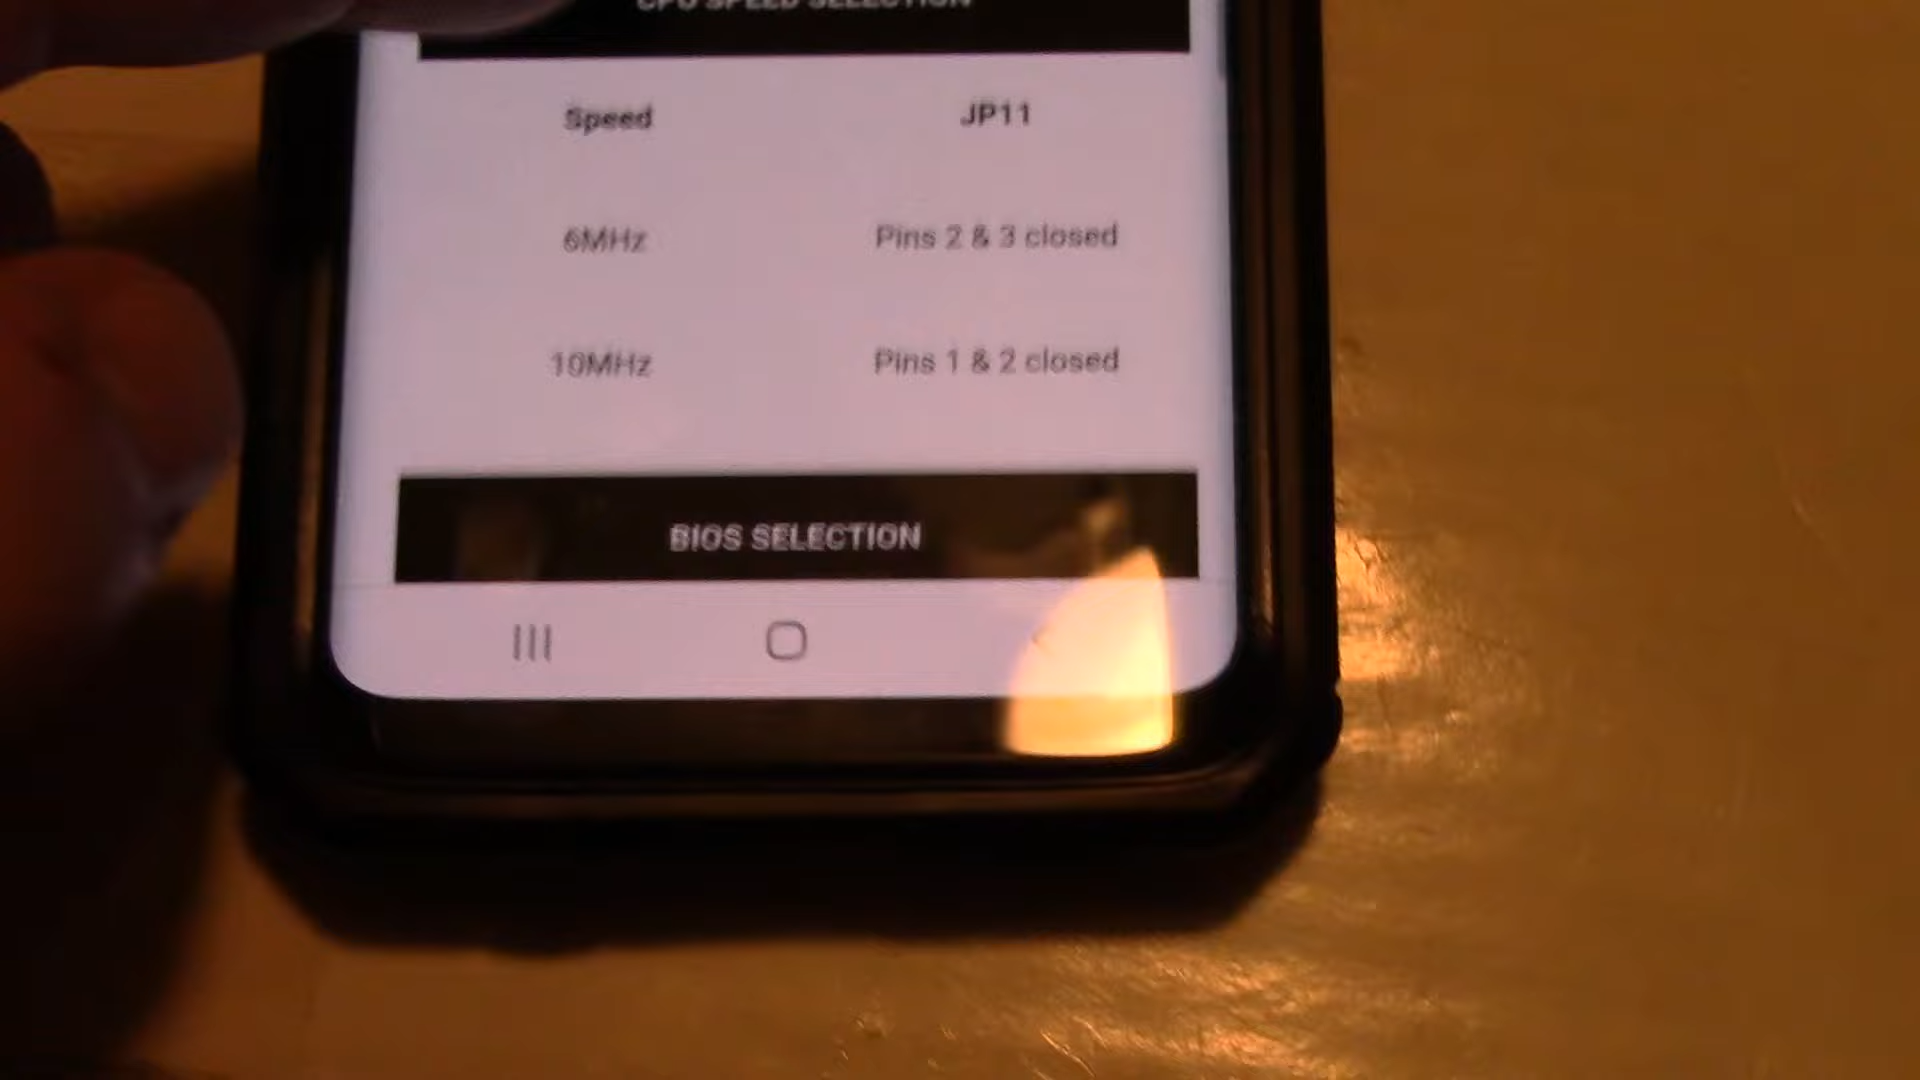 CPU SPEED SELECTION
Speed JP11
6MHz Pins 2 & 3 closed
10MHz Pins 1 & 2 closed
BIOS SELECTION